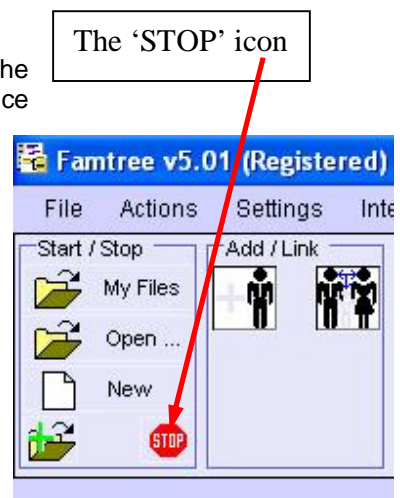 The ‘STOP’ icon
he
ce
Famtree v5.01 (Registered)
File Actions Settings Inte
Start / Stop Add / Link
My Files
Open ...
New
STOP